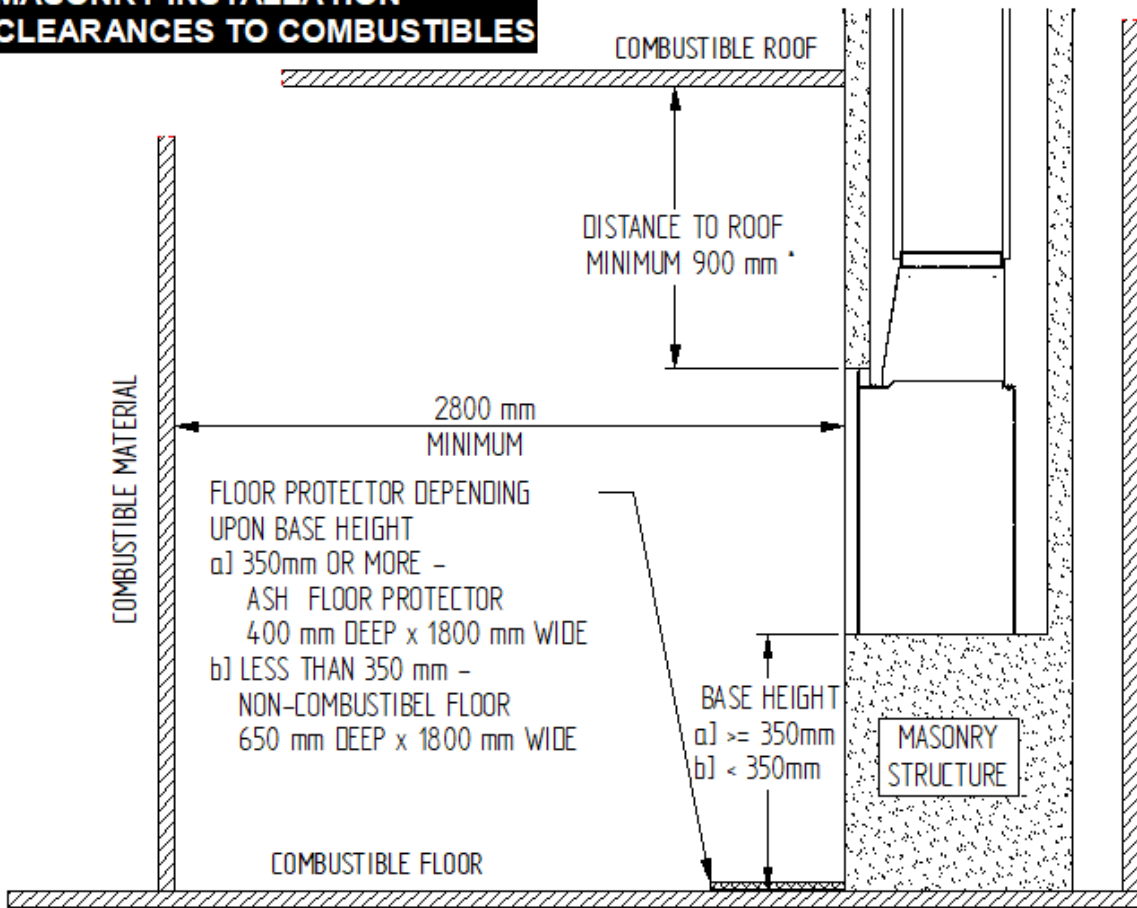 MASONRY INSTALLATION
CLEARANCES TO COMBUSTIBLES
COMBUSTIBLE ROOF
DISTANCE TO ROOF
MINIMUM 900 mm *
2800 mm
MINIMUM
COMBUSTIBLE MATERIAL
FLOOR PROTECTOR DEPENDING
UPON BASE HEIGHT
a] 350mm OR MORE -
ASH FLOOR PROTECTOR
400 mm DEEP x 1800 mm WIDE
b] LESS THAN 350 mm -
NON-COMBUSTIBEL FLOOR
650 mm DEEP x 1800 mm WIDE
BASE HEIGHT
a] >= 350mm
b] < 350mm
MASONRY
STRUCTURE
COMBUSTIBLE FLOOR